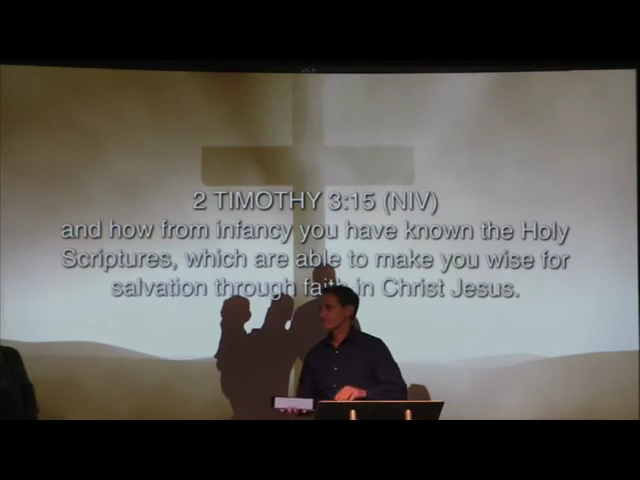 2 TIMOTHY 3:15 (NIV)
and how from infancy you have known the Holy
Scriptures, which are able to make you wise for
salvation through faith in Christ Jesus.